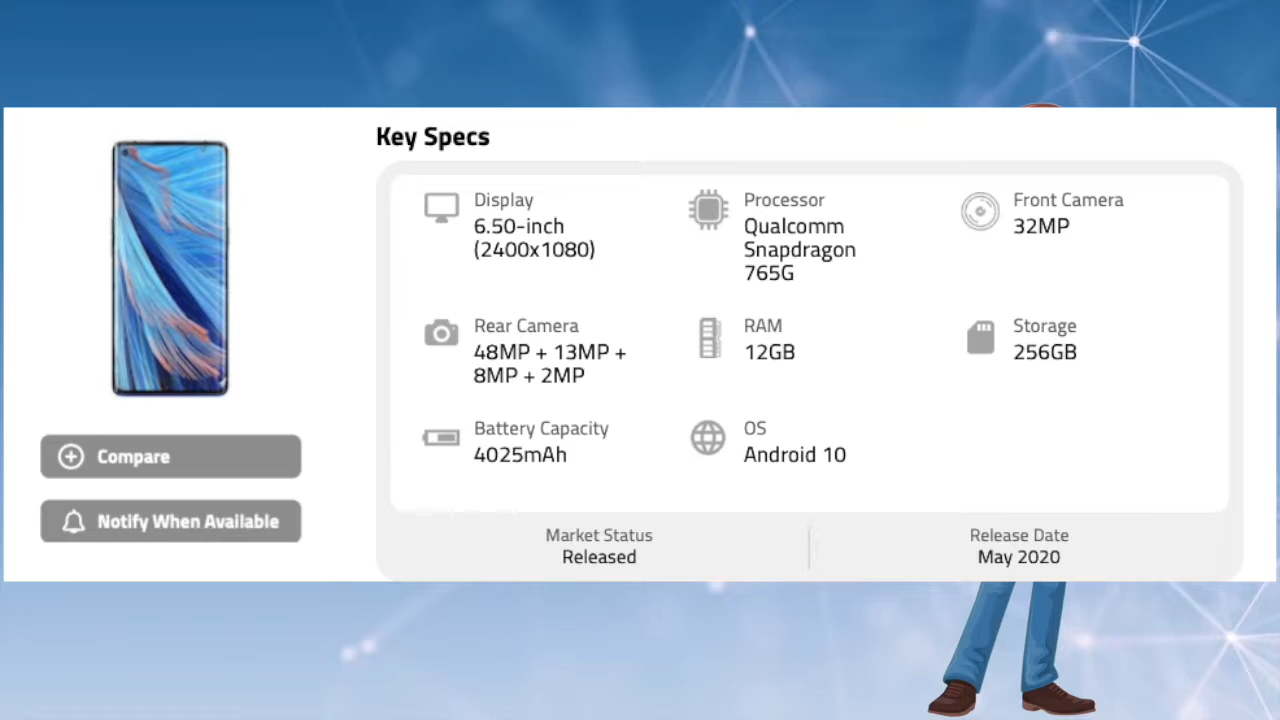 Key Specs
Display
6.50-inch
(2400x1080)
Processor
Qualcomm
Snapdragon
765G
Front Camera
32MP
Rear Camera
48MP + 13MP +
8MP + 2MP
RAM
12GB
Storage
256GB
Battery Capacity
4025mAh
OS
Android 10
Compare
Notify When Available
Market Status
Released
Release Date
May 2020